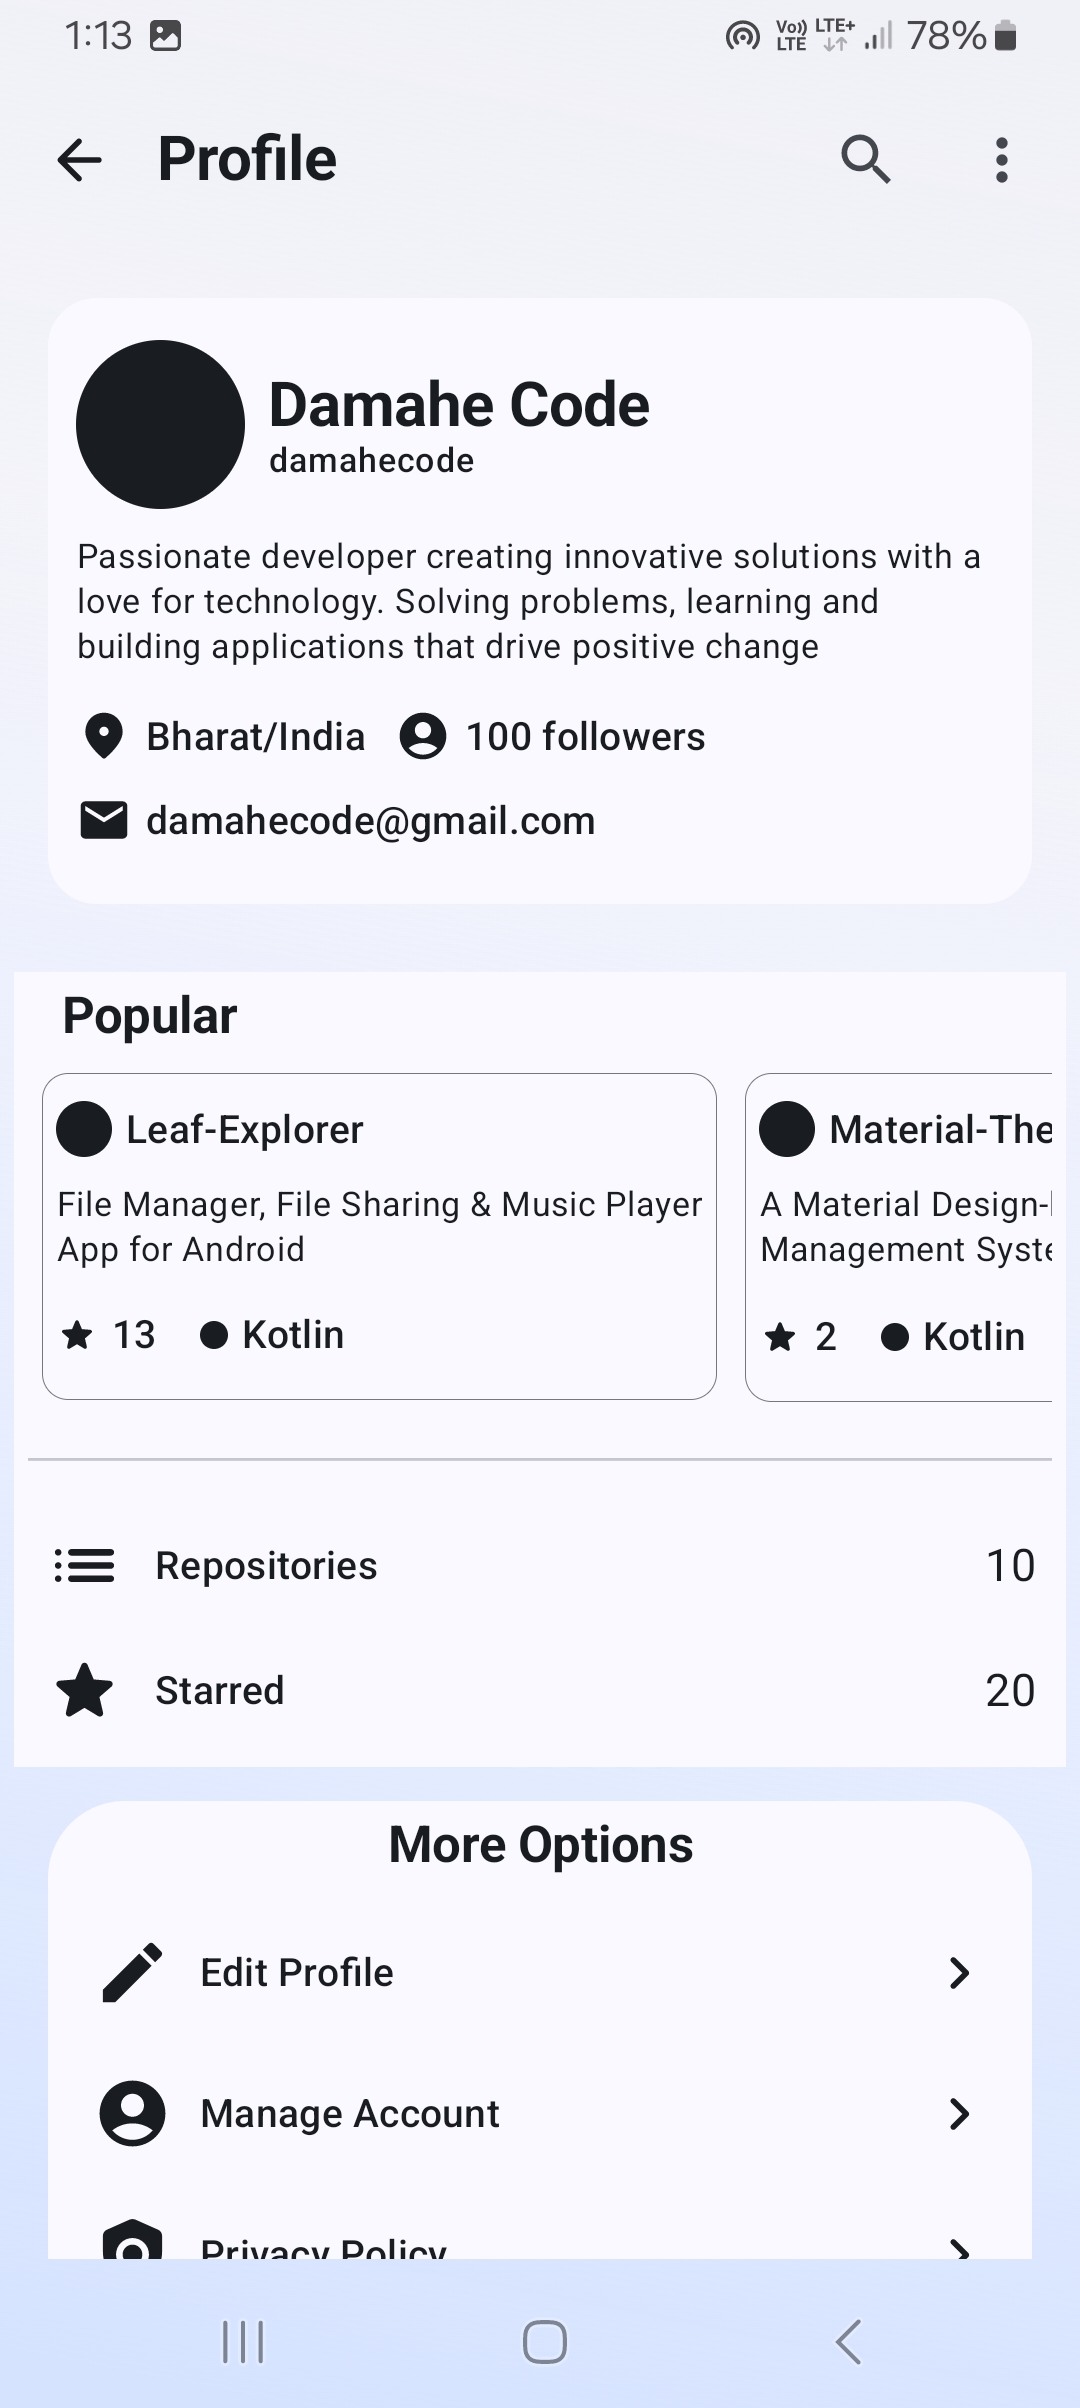 1:13
Vo)) LTE LTE+ 78%
Profile
Damahe Code
damahecode
Passionate developer creating innovative solutions with a
love for technology. Solving problems, learning and
building applications that drive positive change
Bharat/India 100 followers
damahecode@gmail.com
Popular
Leaf-Explorer
File Manager, File Sharing & Music Player
App for Android
13 Kotlin
Material-The
A Material Design-
Management Syste
2 Kotlin
Repositories 10
Starred 20
More Options
Edit Profile
Manage Account
Privacy Policy